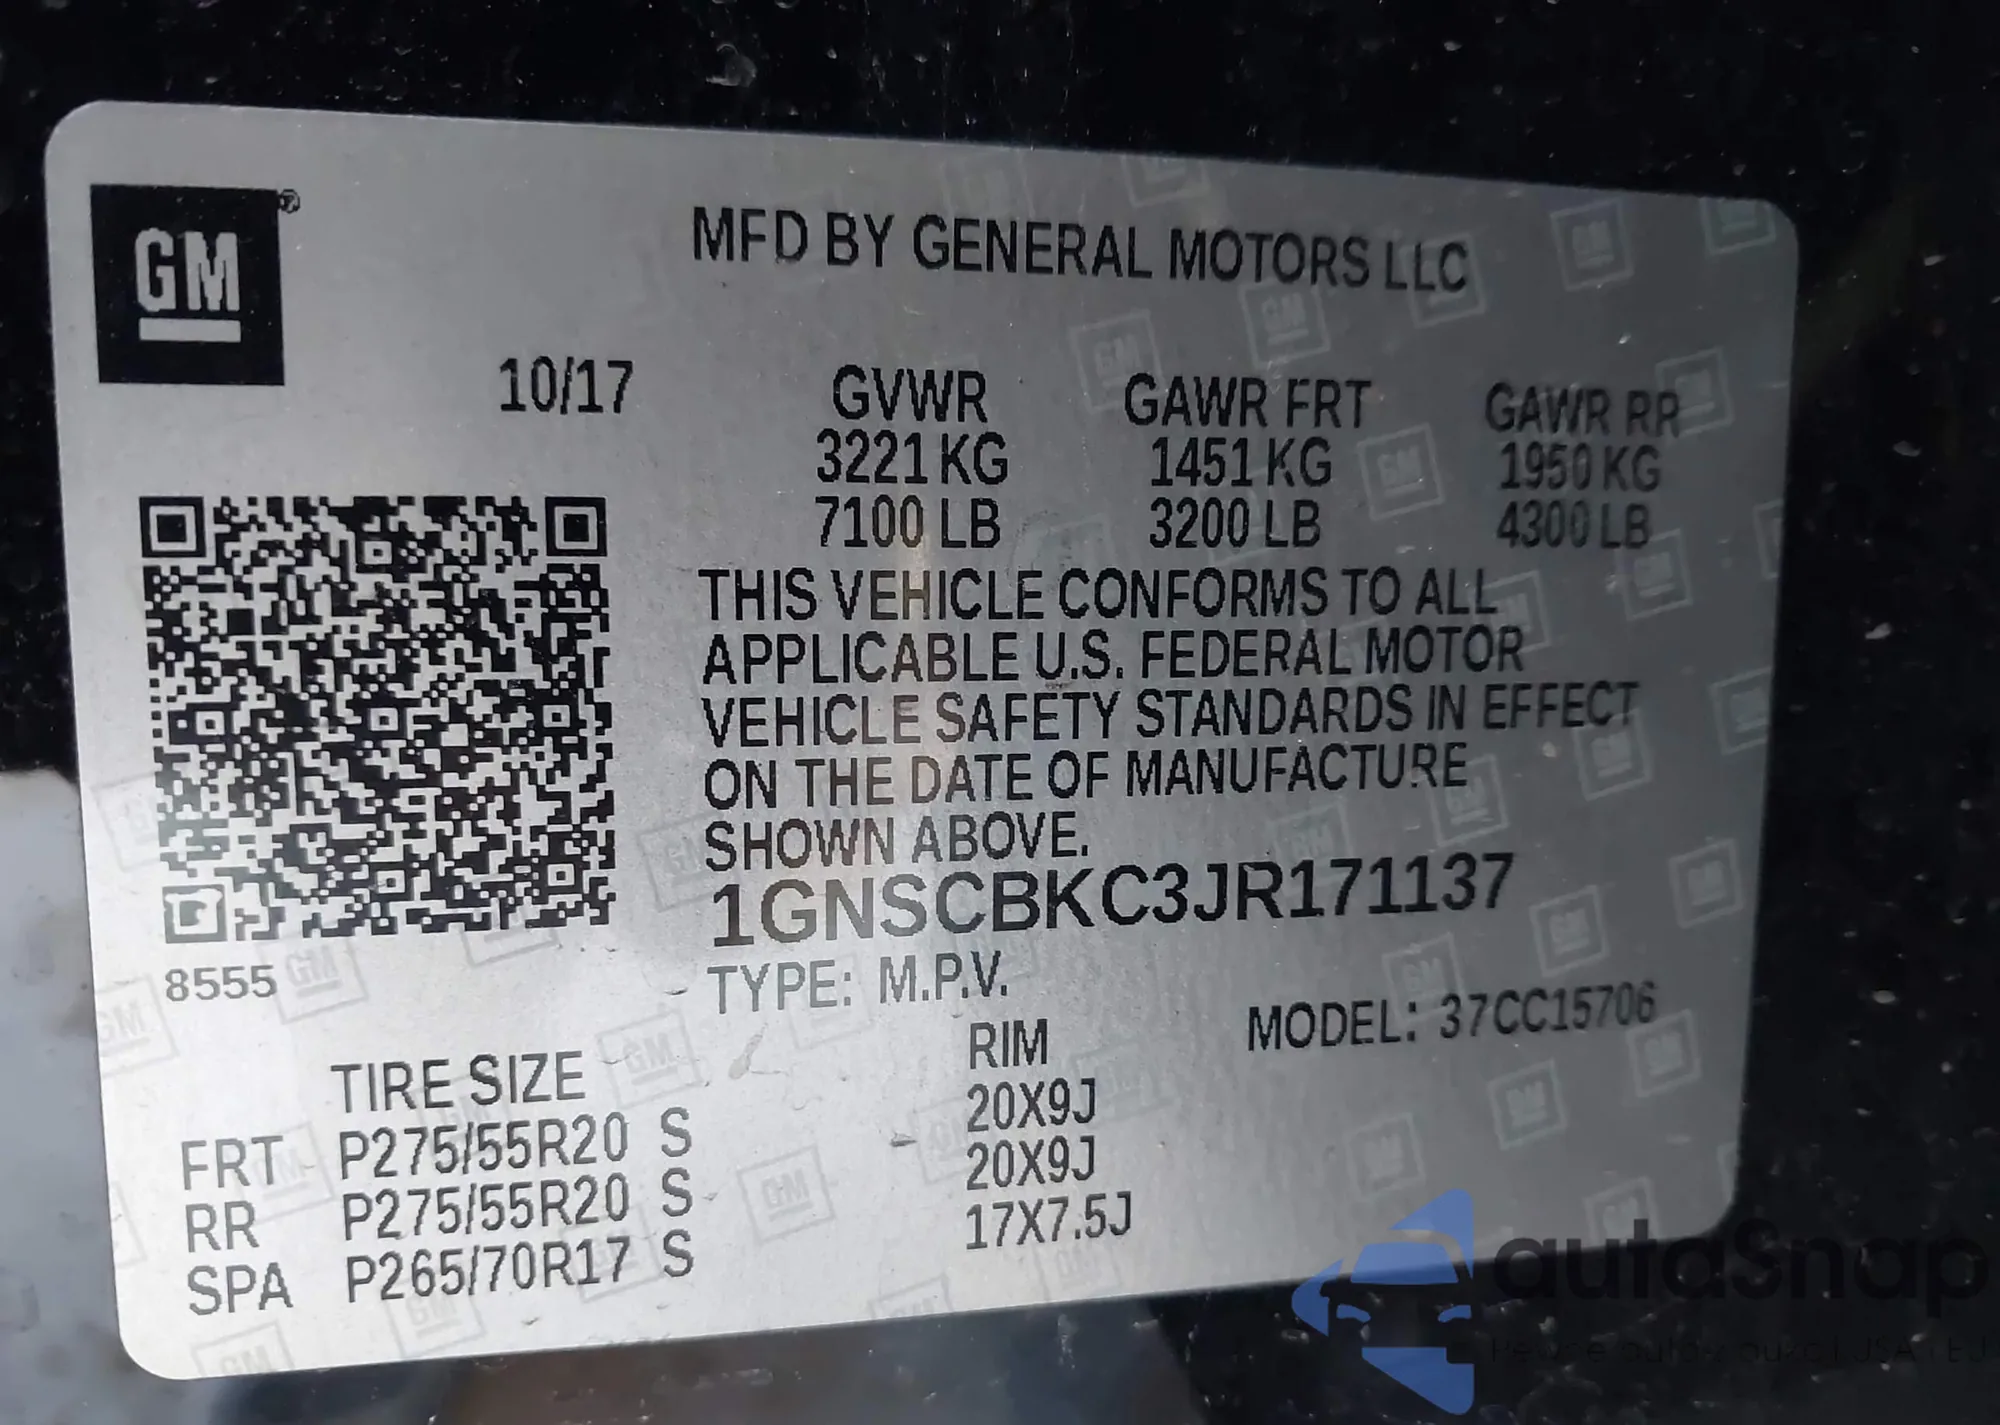 GM®
MFD BY GENERAL MOTORS LLC
10/17
GVWR GAWR FRT GAWR RR
3221 KG 1451 KG 1950 KG
7100 LB 3200 LB 4300 LB
THIS VEHICLE CONFORMS TO ALL
APPLICABLE U.S. FEDERAL MOTOR
VEHICLE SAFETY STANDARDS IN EFFECT
ON THE DATE OF MANUFACTURE
SHOWN ABOVE.
1GNSCBKC3JR171137
8555
TYPE: M.P.V.
MODEL: 37CC15706
TIRE SIZE RIM
FRT P275/55R20 S 20X9J
RR P275/55R20 S 20X9J
SPA P265/70R17 S 17X7.5J
autoSnap